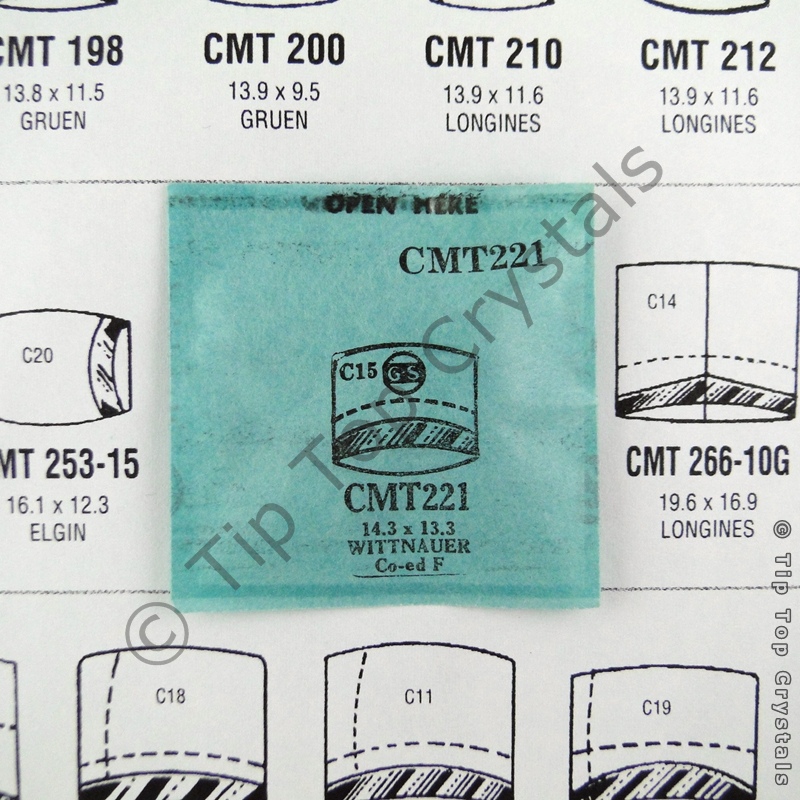 CMT 198
13.8 x 11.5
GRUEN
CMT 200
13.9 x 9.5
GRUEN
CMT 210
13.9 x 11.6
LONGINES
CMT 212
13.9 x 11.6
LONGINES
OPEN HERE
CMT221
C15 G-S
CMT221
14.3 x 13.3
WITTNAUER
Co-ed F
C20
MT 253-15
16.1 x 12.3
ELGIN
C14
CMT 266-10G
19.6 x 16.9
LONGINES
C18
C11
C19
© Tip Top Crystals
© Tip Top Crystals